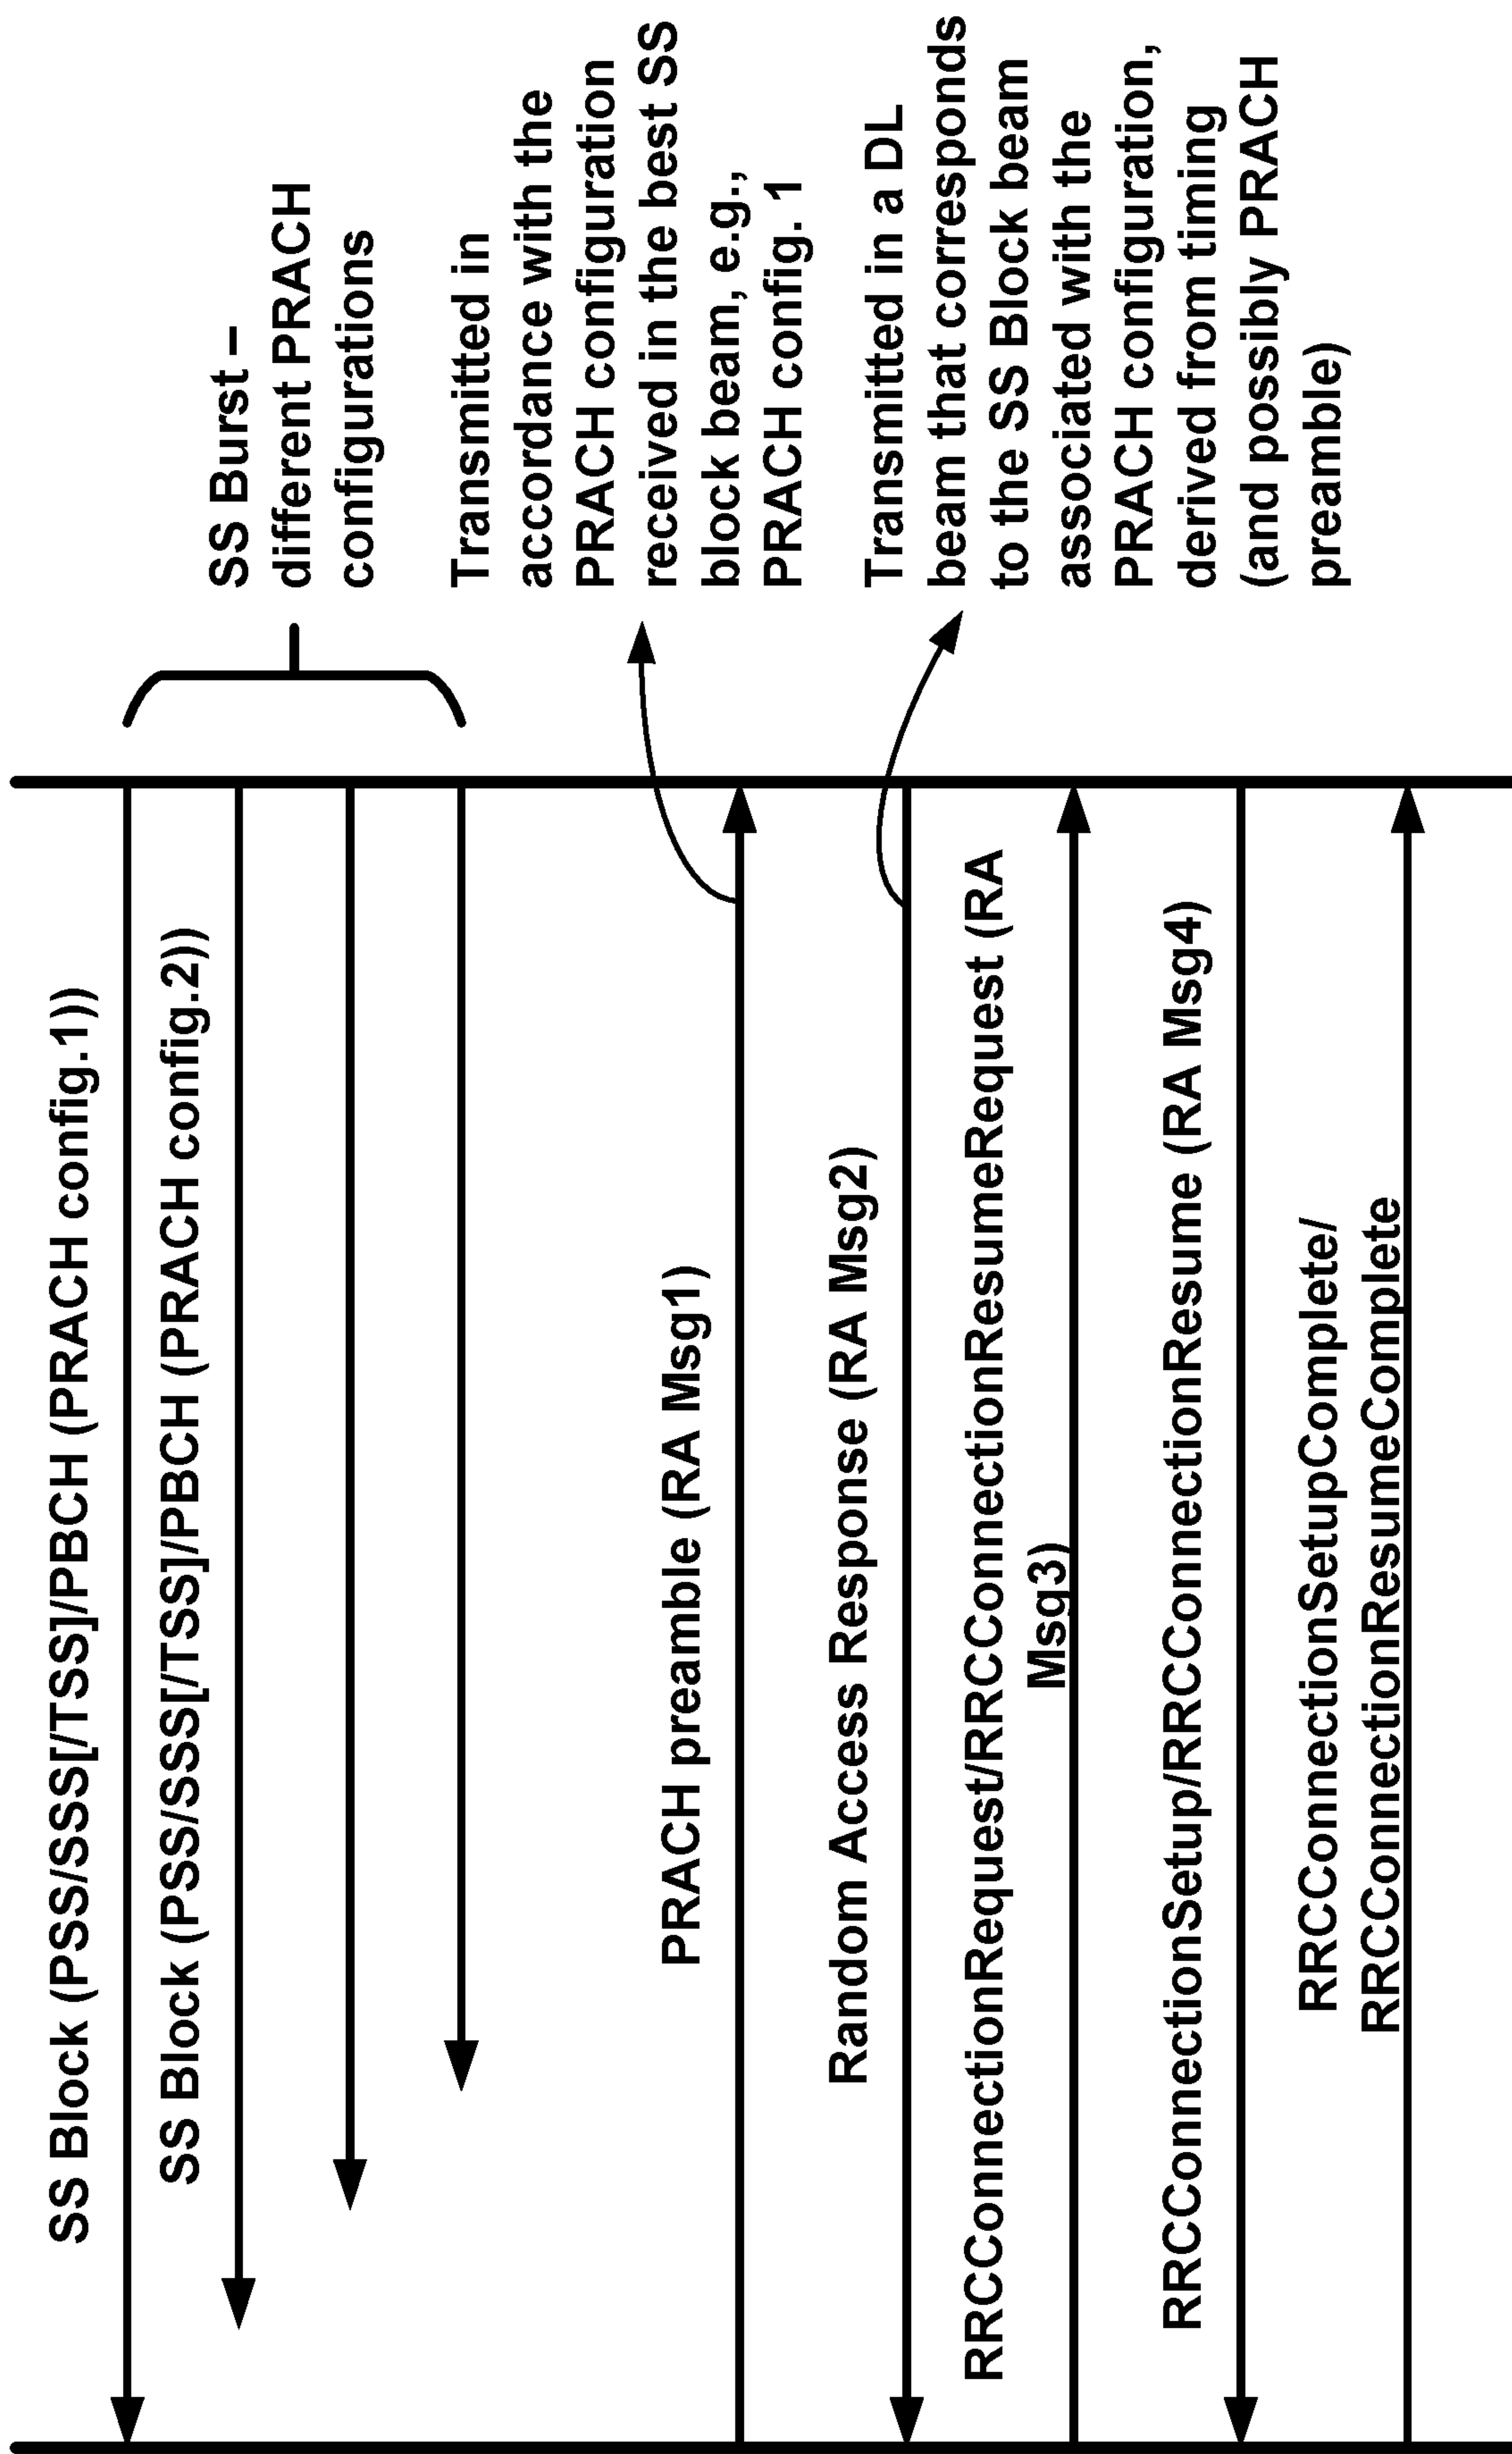 SS Block (PSS/SSS[/TSS]/PBCH (PRACH config.1))
SS Block (PSS/SSS[/TSS]/PBCH (PRACH config.2))
SS Burst –
different PRACH
configurations
PRACH preamble (RA Msg1)
Transmitted in
accordance with the
PRACH configuration
received in the best SS
block beam, e.g.,
PRACH config. 1
Random Access Response (RA Msg2)
Transmitted in a DL
beam that corresponds
to the SS Block beam
associated with the
PRACH configuration,
derived from timing
(and possibly PRACH
preamble)
RRCConnectionRequest/RRCConnectionResumeRequest (RA
Msg3)
RRCConnectionSetup/RRCConnectionResume (RA Msg4)
RRCConnectionSetupComplete/
RRCConnectionResumeComplete